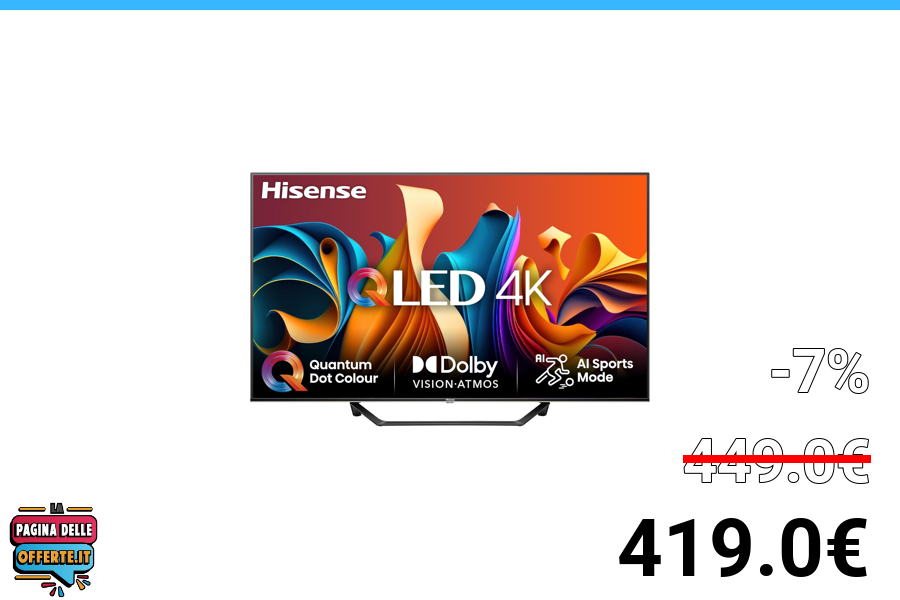 Hisense
QLED 4K
Quantum
Dot Colour
Dolby
VISION·ATMOS
AI
AI Sports
Mode
-7%
449.0€
419.0€
LA
PAGINA DELLE
OFFERTE.IT